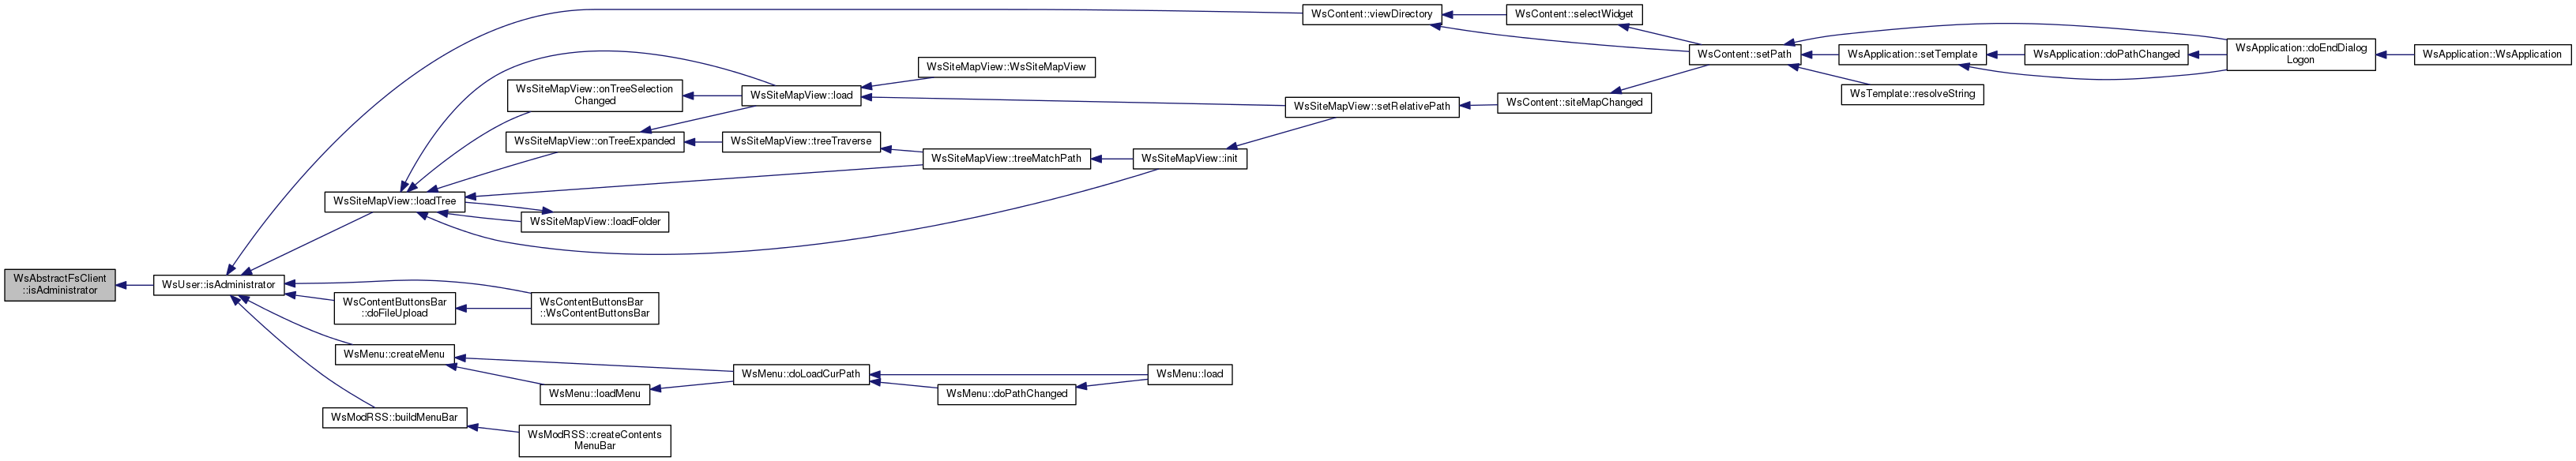 WsContent::viewDirectory
WsContent::selectWidget
WsContent::setPath
WsApplication::setTemplate
WsApplication::doPathChanged
WsApplication::doEndDialog
Logon
WsApplication::WsApplication
WsTemplate::resolveString
WsSiteMapView::WsSiteMapView
WsSiteMapView::onTreeSelection
Changed
WsSiteMapView::load
WsSiteMapView::setRelativePath
WsContent::siteMapChanged
WsSiteMapView::onTreeExpanded
WsSiteMapView::treeTraverse
WsSiteMapView::treeMatchPath
WsSiteMapView::init
WsSiteMapView::loadTree
WsSiteMapView::loadFolder
WsAbstractFsClient
::isAdministrator
WsUser::isAdministrator
WsContentButtonsBar
::doFileUpload
WsContentButtonsBar
::WsContentButtonsBar
WsMenu::createMenu
WsMenu::loadMenu
WsMenu::doLoadCurPath
WsMenu::doPathChanged
WsMenu::load
WsModRSS::buildMenuBar
WsModRSS::createContents
MenuBar